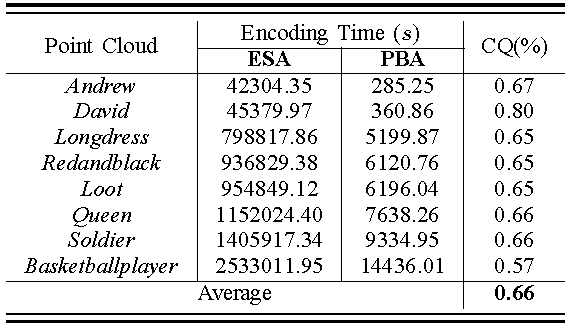 Point Cloud Encoding Time (s) CQ(%)
ESA PBA
Andrew 42304.35 285.25 0.67
David 45379.97 360.86 0.80
Longdress 798817.86 5199.87 0.65
Redandblack 936829.38 6120.76 0.65
Loot 954849.12 6196.04 0.65
Queen 1152024.40 7638.26 0.66
Soldier 1405917.34 9334.95 0.66
Basketballplayer 2533011.95 14436.01 0.57
Average 0.66